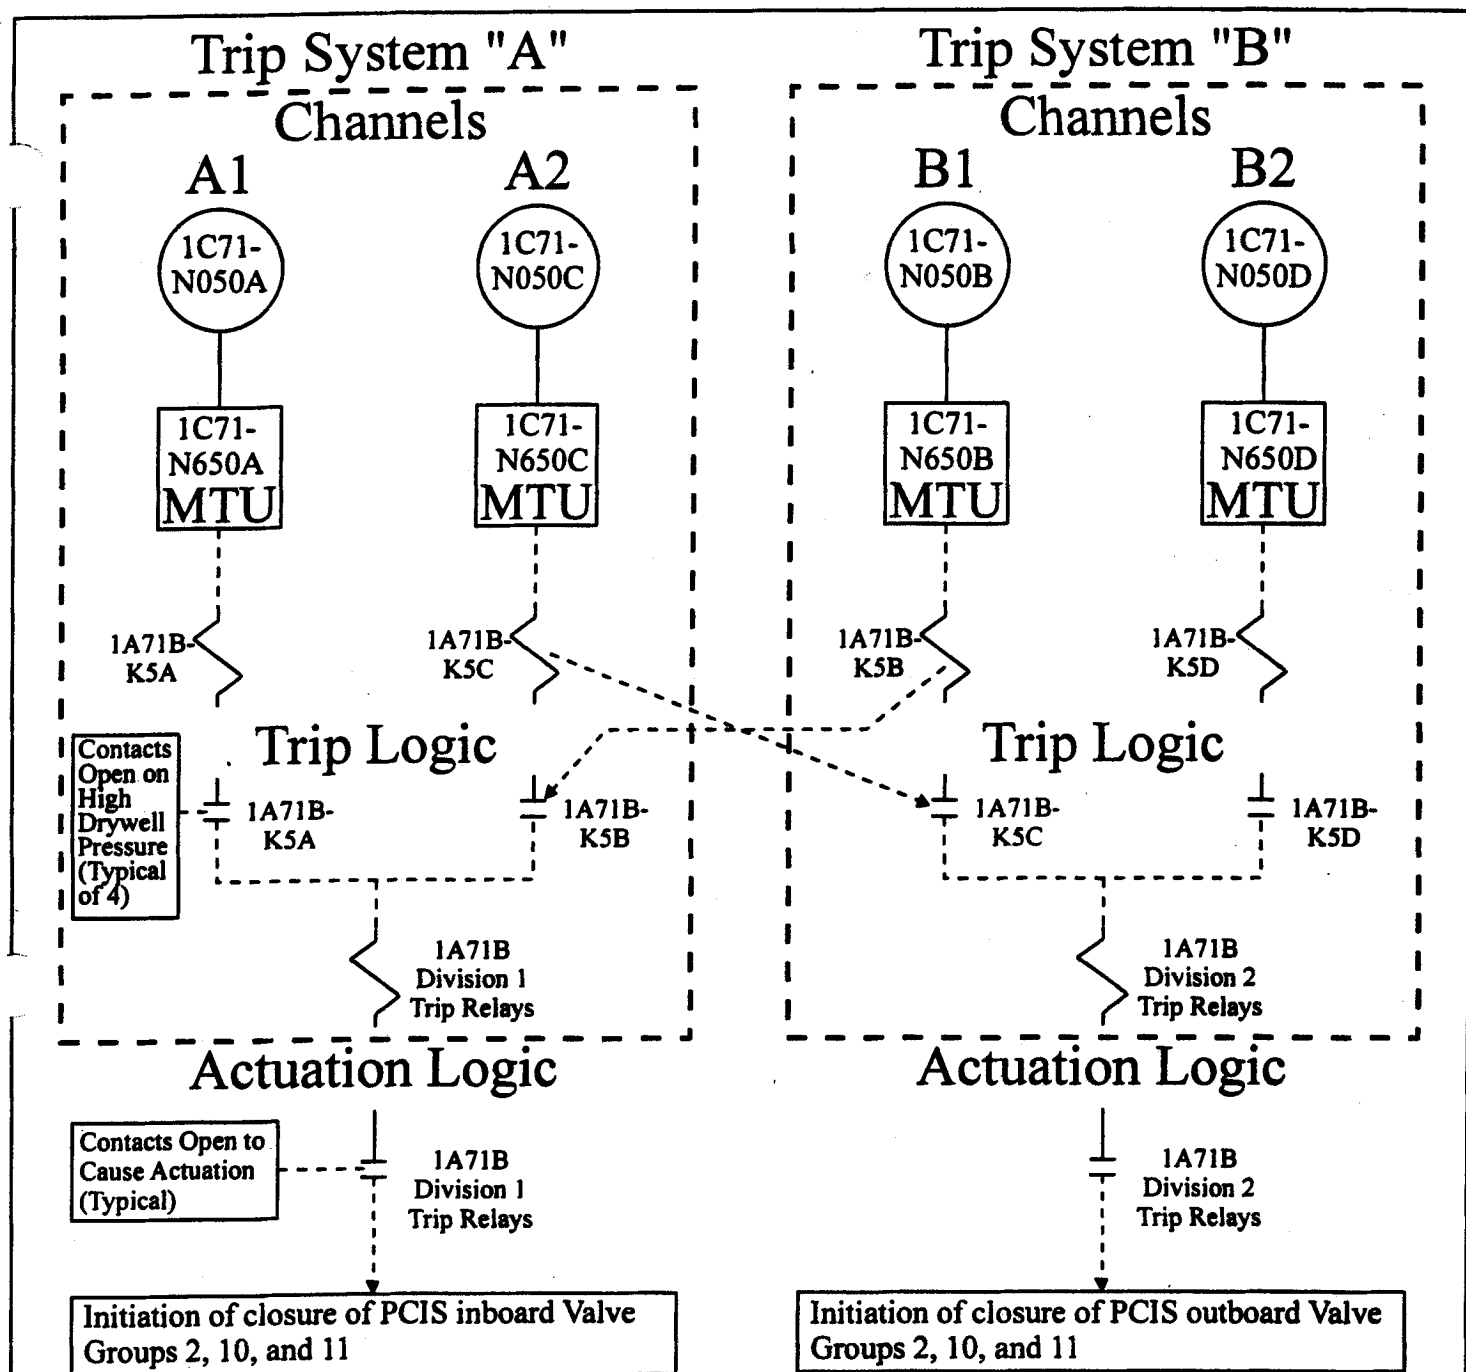 Trip System "A"
Trip System "B"
Channels
Channels
A1
A2
B1
B2
1C71-
N050A
1C71-
N050C
1C71-
N050B
1C71-
N050D
1C71-
N650A
MTU
1C71-
N650C
MTU
1C71-
N650B
MTU
1C71-
N650D
MTU
1A71B-
K5A
1A71B-
K5C
1A71B-
K5B
1A71B-
K5D
Trip Logic
Trip Logic
Contacts
Open on
High
Drywell
Pressure
(Typical
of 4)
1A71B-
K5A
1A71B-
K5B
1A71B-
K5C
1A71B-
K5D
1A71B
Division 1
Trip Relays
1A71B
Division 2
Trip Relays
Actuation Logic
Actuation Logic
Contacts Open to
Cause Actuation
(Typical)
1A71B
Division 1
Trip Relays
1A71B
Division 2
Trip Relays
Initiation of closure of PCIS inboard Valve
Groups 2, 10, and 11
Initiation of closure of PCIS outboard Valve
Groups 2, 10, and 11